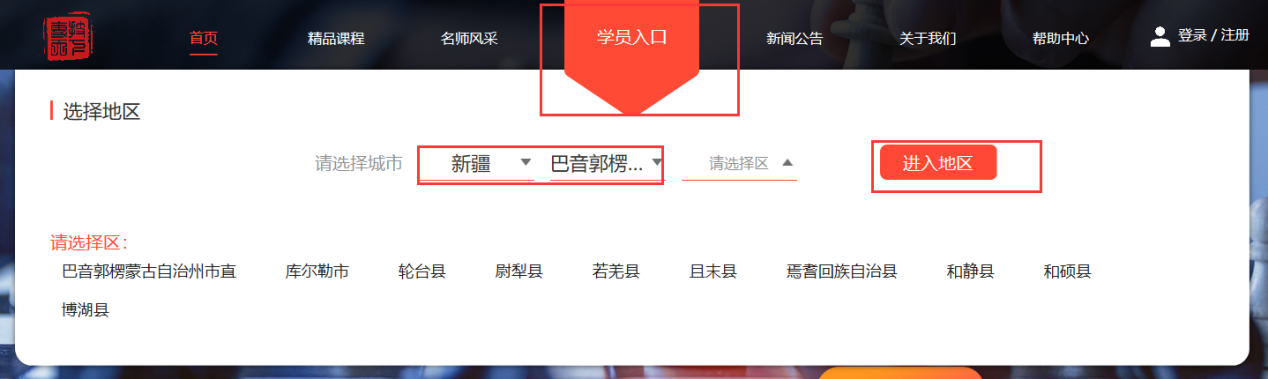 首页 精品课程 名师风采 学员入口 新闻公告 关于我们 帮助中心 登录 / 注册
选择地区
请选择城市 新疆 巴音郭楞... 请选择区 进入地区
请选择区：
巴音郭楞蒙古自治州市直 库尔勒市 轮台县 尉犁县 若羌县 且末县 焉耆回族自治县 和静县 和硕县
博湖县